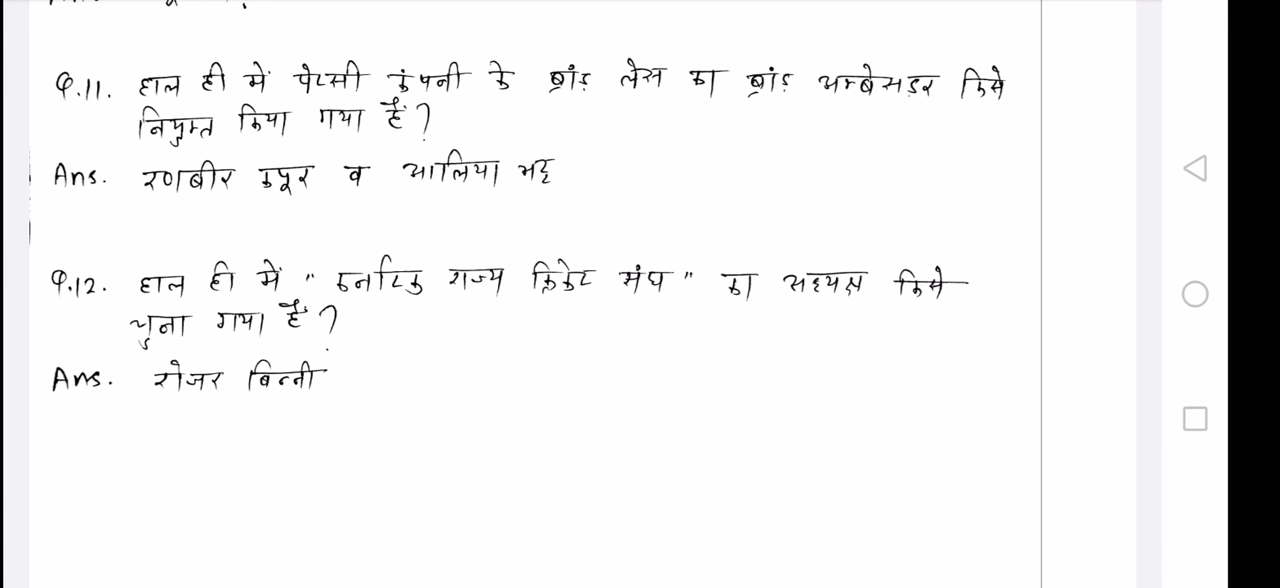 Q.11. हाल ही में पेप्सी कंपनी के ब्रांड लेस का ब्रांड अम्बेसडर किसे
नियुक्त किया गया है?
Ans. रणबीर कपूर व आलिया भट्ट
Q.12. हाल ही में "कर्नाटक राज्य क्रिकेट संघ" का अध्यक्ष किसे
चुना गया है?
Ans. रोजर बिन्नी